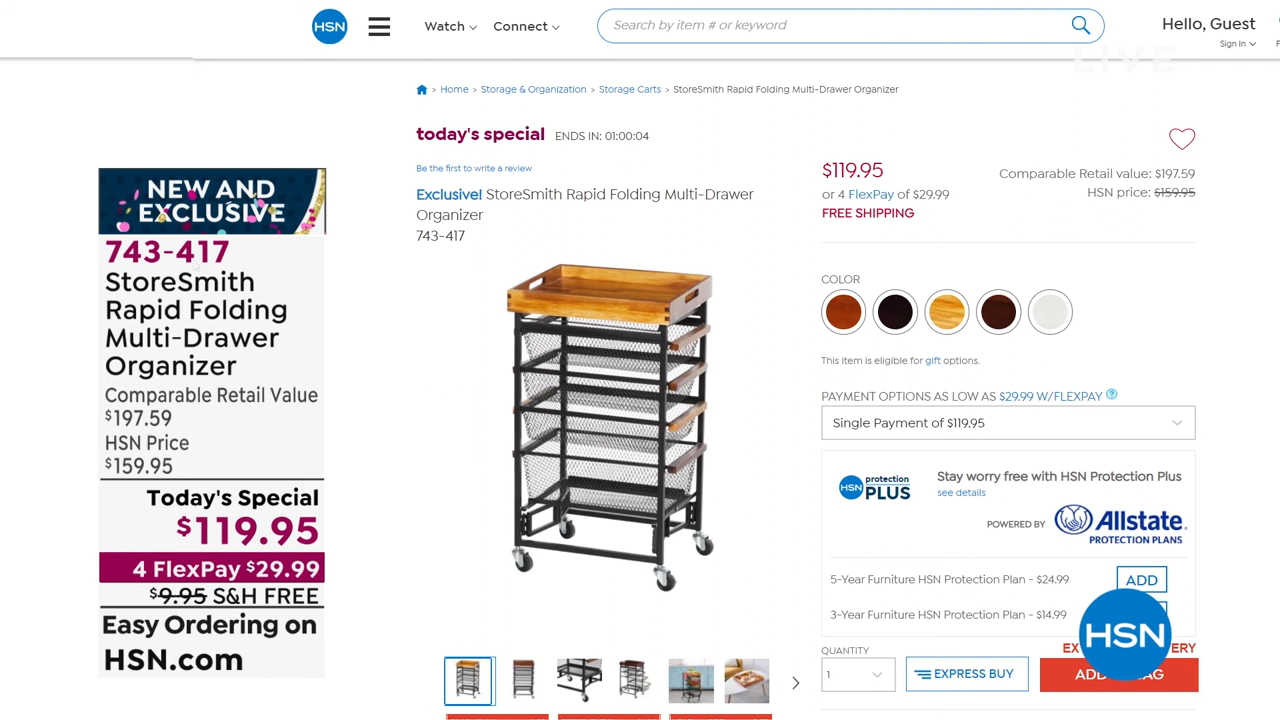 HSN
Watch
Connect
Search by item # or keyword
Hello, Guest
Sign In
LIVE
> Home > Storage & Organization > Storage Carts > StoreSmith Rapid Folding Multi-Drawer Organizer
today's special ENDS IN: 01:00:04
Be the first to write a review
Exclusive! StoreSmith Rapid Folding Multi-Drawer
Organizer
743-417
$119.95
or 4 FlexPay of $29.99
FREE SHIPPING
Comparable Retail value: $197.59
HSN price: $159.95
COLOR
This item is eligible for gift options.
PAYMENT OPTIONS AS LOW AS $29.99 W/FLEXPAY ?
Single Payment of $119.95
HSN protection
PLUS
Stay worry free with HSN Protection Plus
see details
POWERED BY Allstate.
PROTECTION PLANS
5-Year Furniture HSN Protection Plan - $24.99 ADD
3-Year Furniture HSN Protection Plan - $14.99
QUANTITY
1
EXPRESS BUY
HSN
NEW AND
EXCLUSIVE
743-417
StoreSmith
Rapid Folding
Multi-Drawer
Organizer
Comparable Retail Value
$197.59
HSN Price
$159.95
Today's Special
$119.95
4 FlexPay $29.99
$9.95 S&H FREE
Easy Ordering on
HSN.com